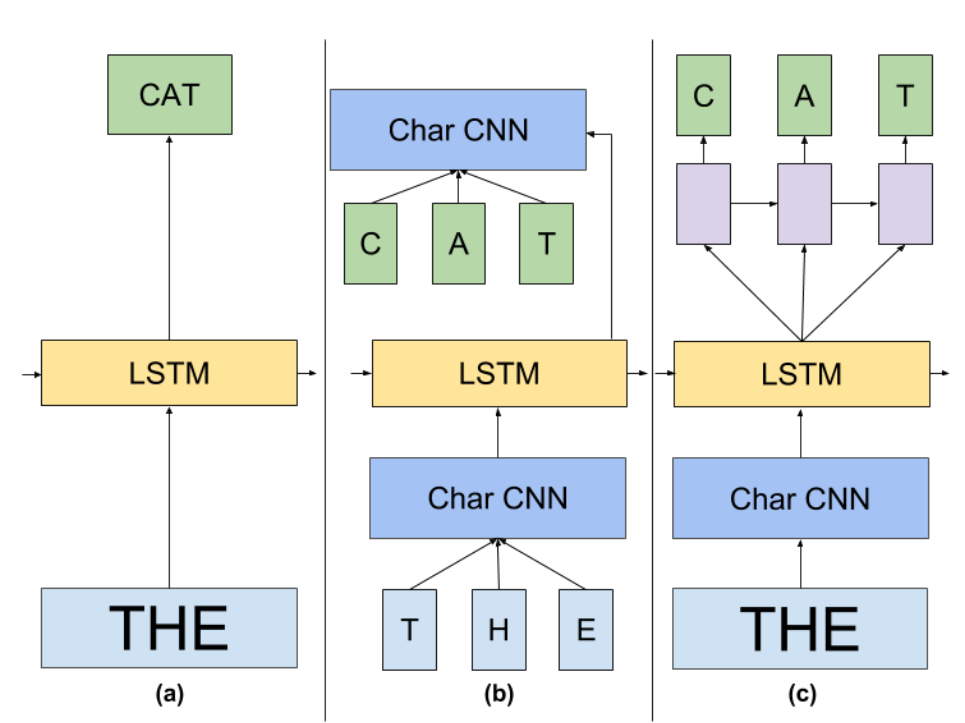 CAT
LSTM
THE
(a)
Char CNN
C A T
LSTM
Char CNN
T H E
(b)
C A T
LSTM
Char CNN
THE
(c)